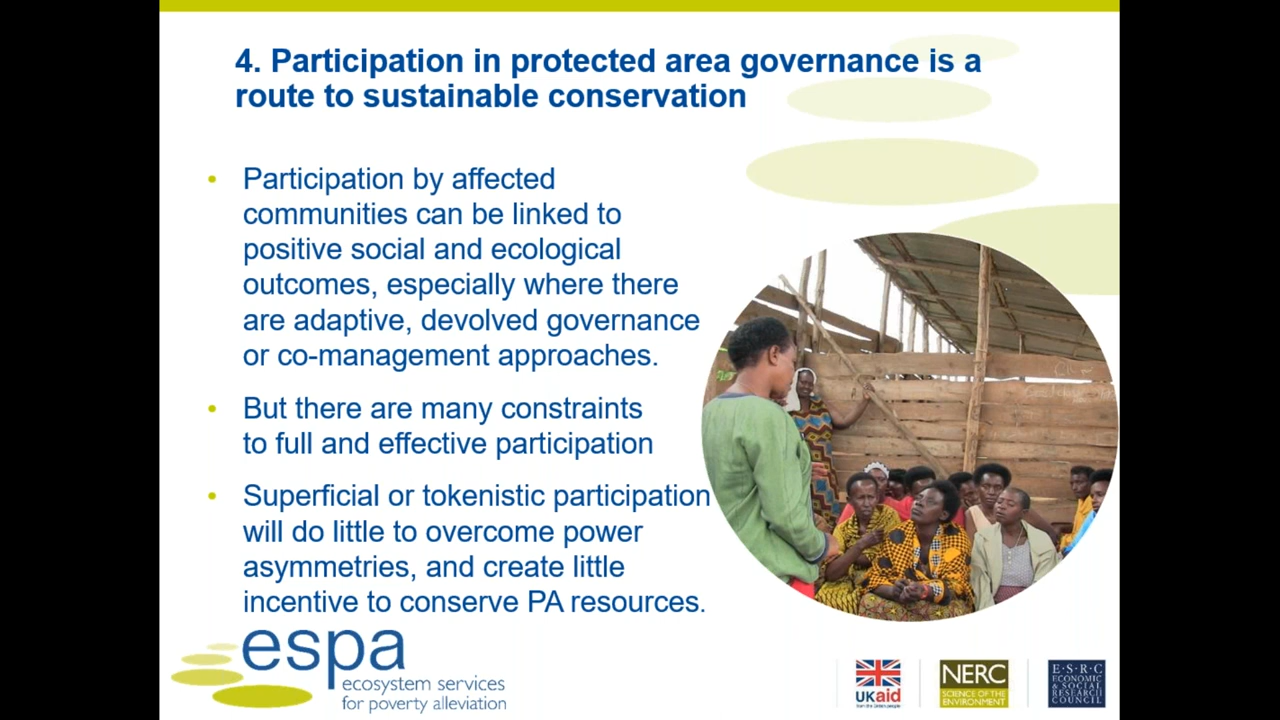 4. Participation in protected area governance is a
route to sustainable conservation
• Participation by affected
communities can be linked to
positive social and ecological
outcomes, especially where there
are adaptive, devolved governance
or co-management approaches.
• But there are many constraints
to full and effective participation
• Superficial or tokenistic participation
will do little to overcome power
asymmetries, and create little
incentive to conserve PA resources.
espa
ecosystem services
for poverty alleviation
UKaid
from the British people
NERC
SCIENCE OF THE
ENVIRONMENT
E·S·R·C
ECONOMIC
& SOCIAL
RESEARCH
COUNCIL